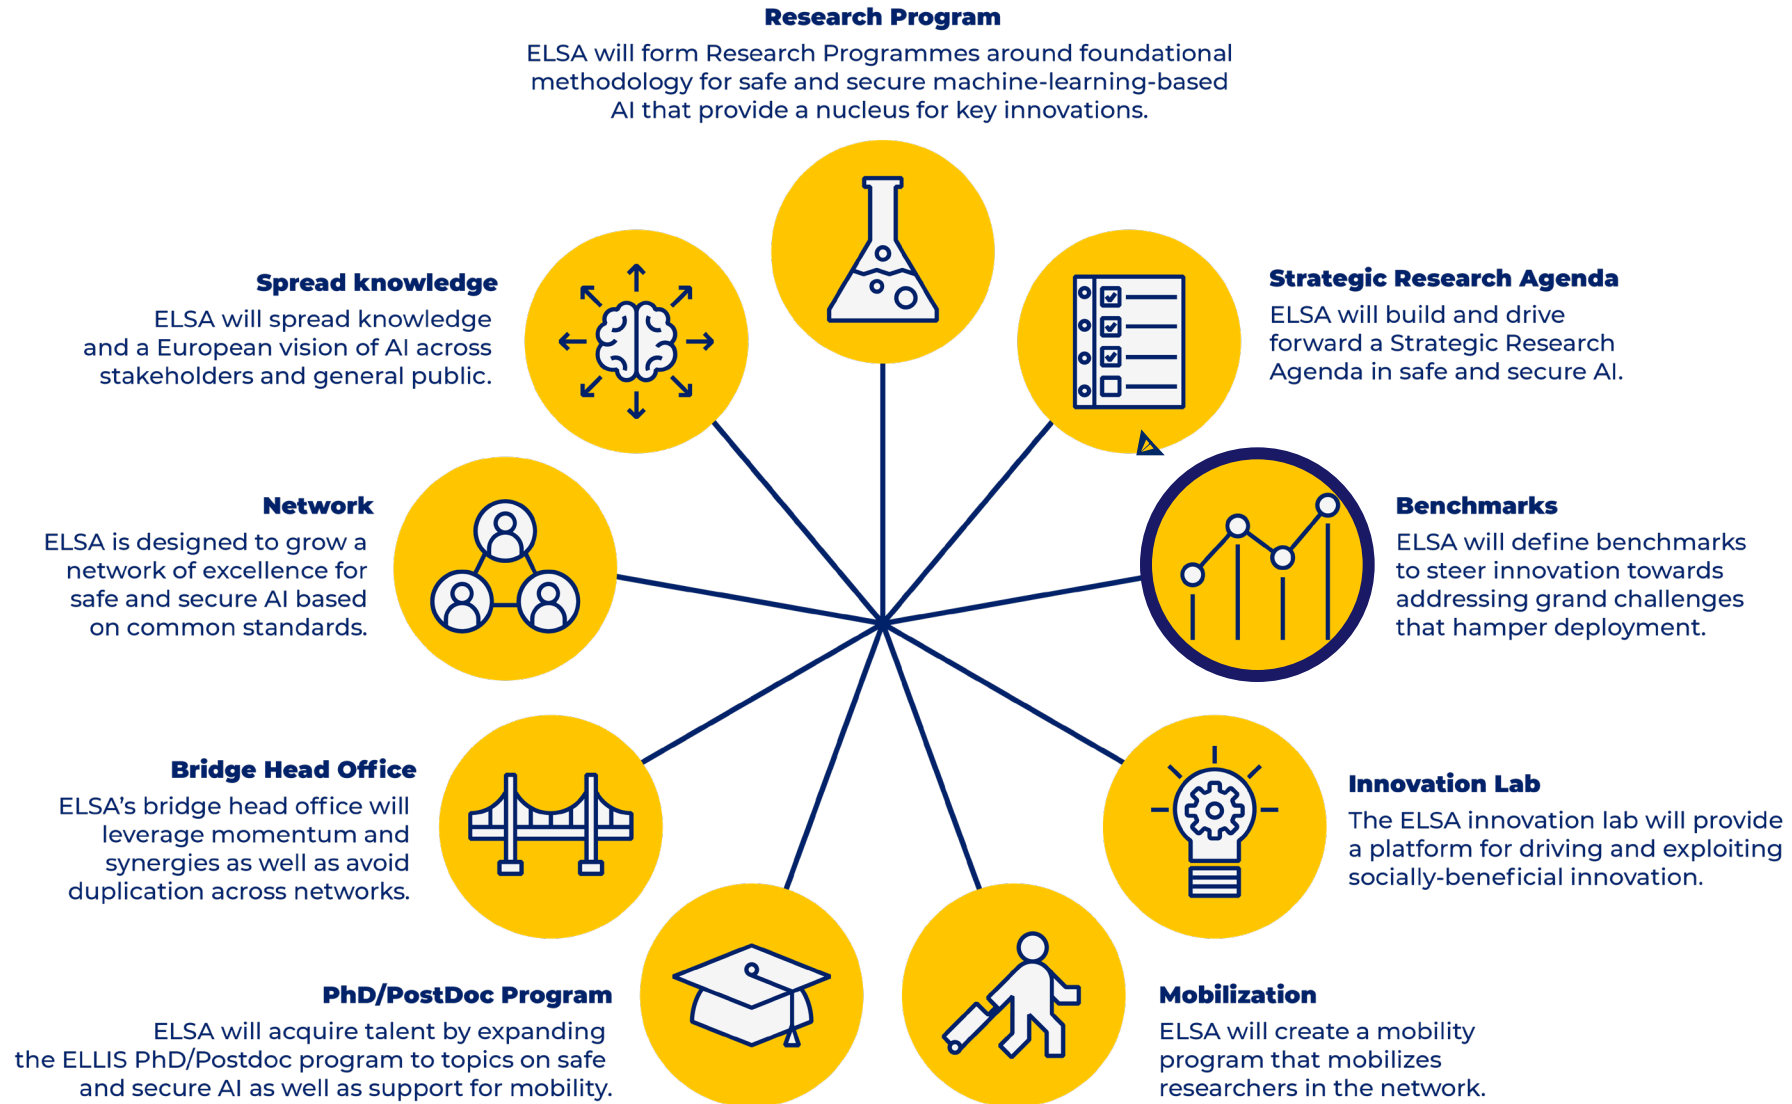 Research Program
ELSA will form Research Programmes around foundational
methodology for safe and secure machine-learning-based
AI that provide a nucleus for key innovations.
Strategic Research Agenda
ELSA will build and drive
forward a Strategic Research
Agenda in safe and secure AI.
Benchmarks
ELSA will define benchmarks
to steer innovation towards
addressing grand challenges
that hamper deployment.
Innovation Lab
The ELSA innovation lab will provide
a platform for driving and exploiting
socially-beneficial innovation.
Mobilization
ELSA will create a mobility
program that mobilizes
researchers in the network.
PhD/PostDoc Program
ELSA will acquire talent by expanding
the ELLIS PhD/Postdoc program to topics on safe
and secure AI as well as support for mobility.
Bridge Head Office
ELSA’s bridge head office will
leverage momentum and
synergies as well as avoid
duplication across networks.
Network
ELSA is designed to grow a
network of excellence for
safe and secure AI based
on common standards.
Spread knowledge
ELSA will spread knowledge
and a European vision of AI across
stakeholders and general public.